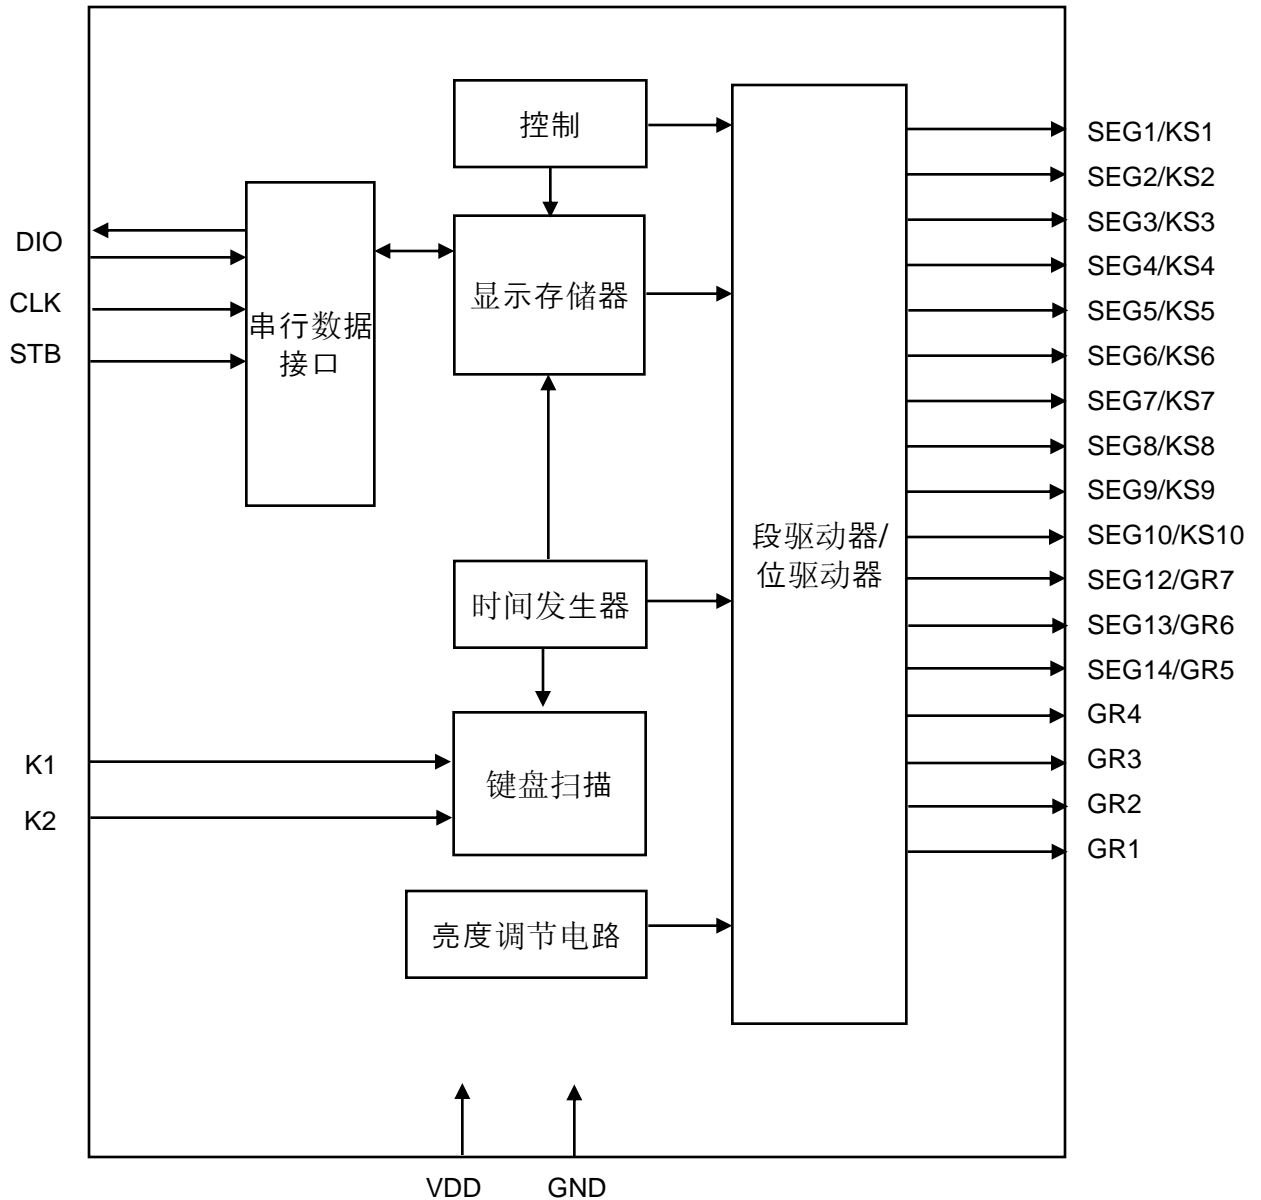 DIO
CLK
STB
K1
K2
串行数据
接口
控制
显示存储器
时间发生器
键盘扫描
亮度调节电路
段驱动器/
位驱动器
SEG1/KS1
SEG2/KS2
SEG3/KS3
SEG4/KS4
SEG5/KS5
SEG6/KS6
SEG7/KS7
SEG8/KS8
SEG9/KS9
SEG10/KS10
SEG12/GR7
SEG13/GR6
SEG14/GR5
GR4
GR3
GR2
GR1
VDD
GND